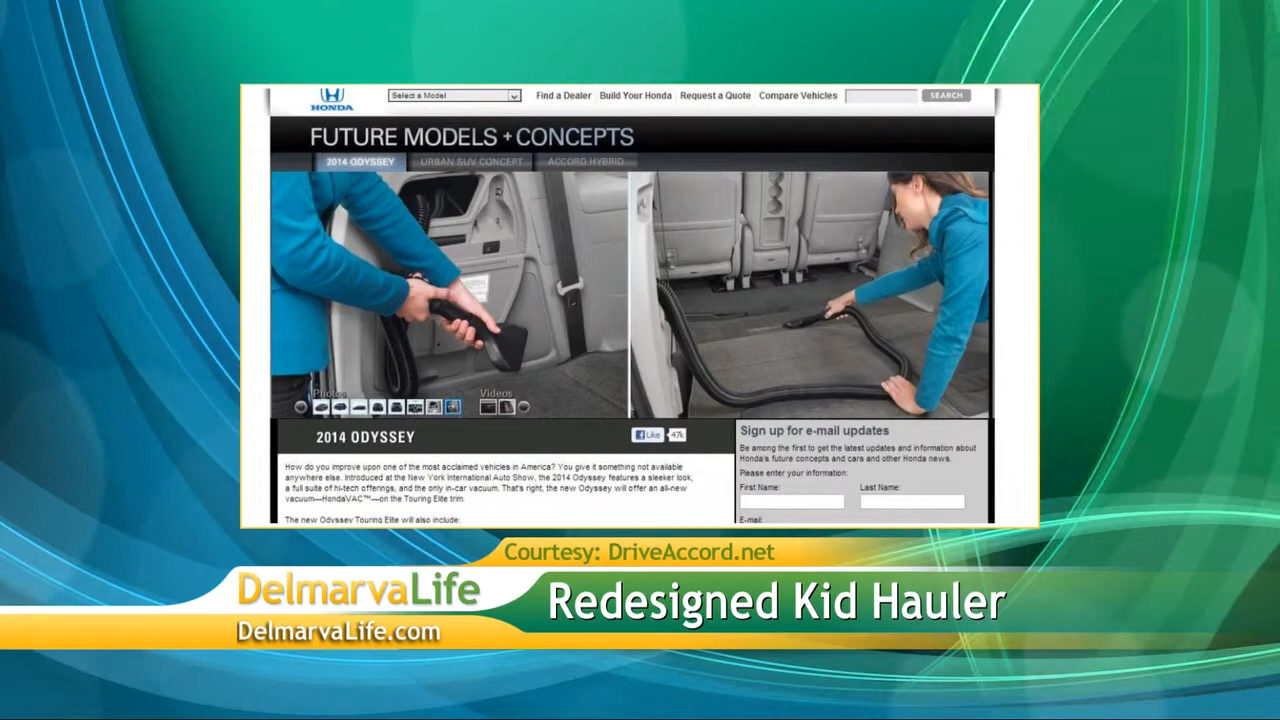 HONDA
Select a Model
Find a Dealer Build Your Honda Request a Quote Compare Vehicles SEARCH
FUTURE MODELS + CONCEPTS
2014 ODYSSEY URBAN SUV CONCEPT ACCORD HYBRID
Photos Videos
2014 ODYSSEY
Like 47k
How do you improve upon one of the most acclaimed vehicles in America? You give it something not available
anywhere else. Introduced at the New York International Auto Show, the 2014 Odyssey features a sleeker look,
a full suite of hi-tech offerings, and the only in-car vacuum. That's right, the new Odyssey will offer an all-new
vacuum—HondaVAC™—on the Touring Elite trim.
The new Odyssey Touring Elite will also include:
Sign up for e-mail updates
Be among the first to get the latest updates and information about
Honda's future concepts and cars and other Honda news.
Please enter your information:
First Name: Last Name:
E-mail:
Courtesy: DriveAccord.net
DelmarvaLife
Redesigned Kid Hauler
DelmarvaLife.com